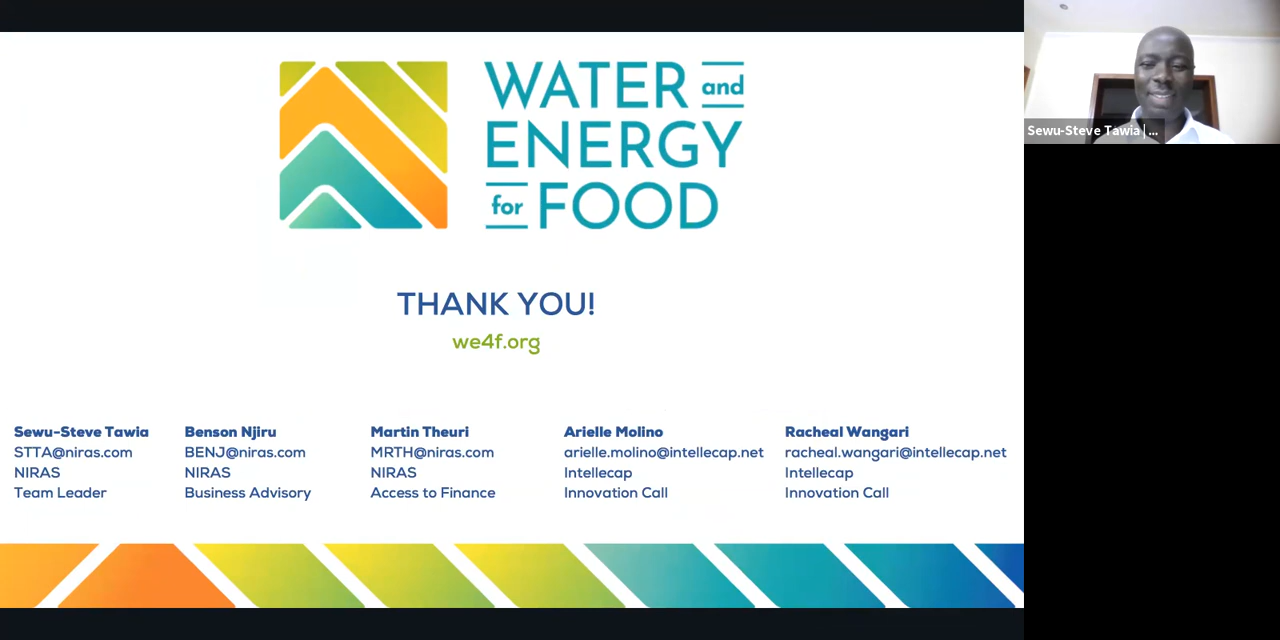 WATER and
ENERGY
for FOOD
Sewu-Steve Tawia | ...
THANK YOU!
we4f.org
Sewu-Steve Tawia
STTA@niras.com
NIRAS
Team Leader
Benson Njiru
BENJ@niras.com
NIRAS
Business Advisory
Martin Theuri
MRTH@niras.com
NIRAS
Access to Finance
Arielle Molino
arielle.molino@intellecap.net
Intellecap
Innovation Call
Racheal Wangari
racheal.wangari@intellecap.net
Intellecap
Innovation Call